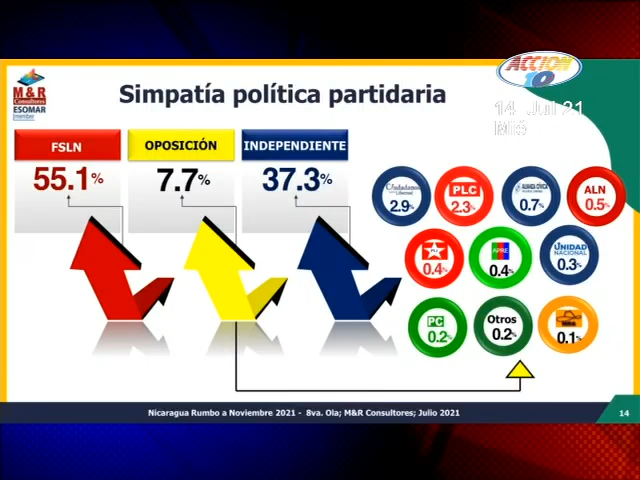 ACCION
10
14 Jul 21
Mié
M&R
Consultores
ESOMAR
member
Simpatía política partidaria
FSLN
OPOSICIÓN
INDEPENDIENTE
55.1%
7.7%
37.3%
Ciudadanos
2.9%
PLC
2.3%
ALIANZA CÍVICA
0.7%
ALN
0.5%
0.4%
APRE
0.4%
UNIDAD
NACIONAL
0.3%
PC
0.2%
Otros
0.2%
0.1%
Nicaragua Rumbo a Noviembre 2021 - 8va. Ola; M&R Consultores; Julio 2021
14